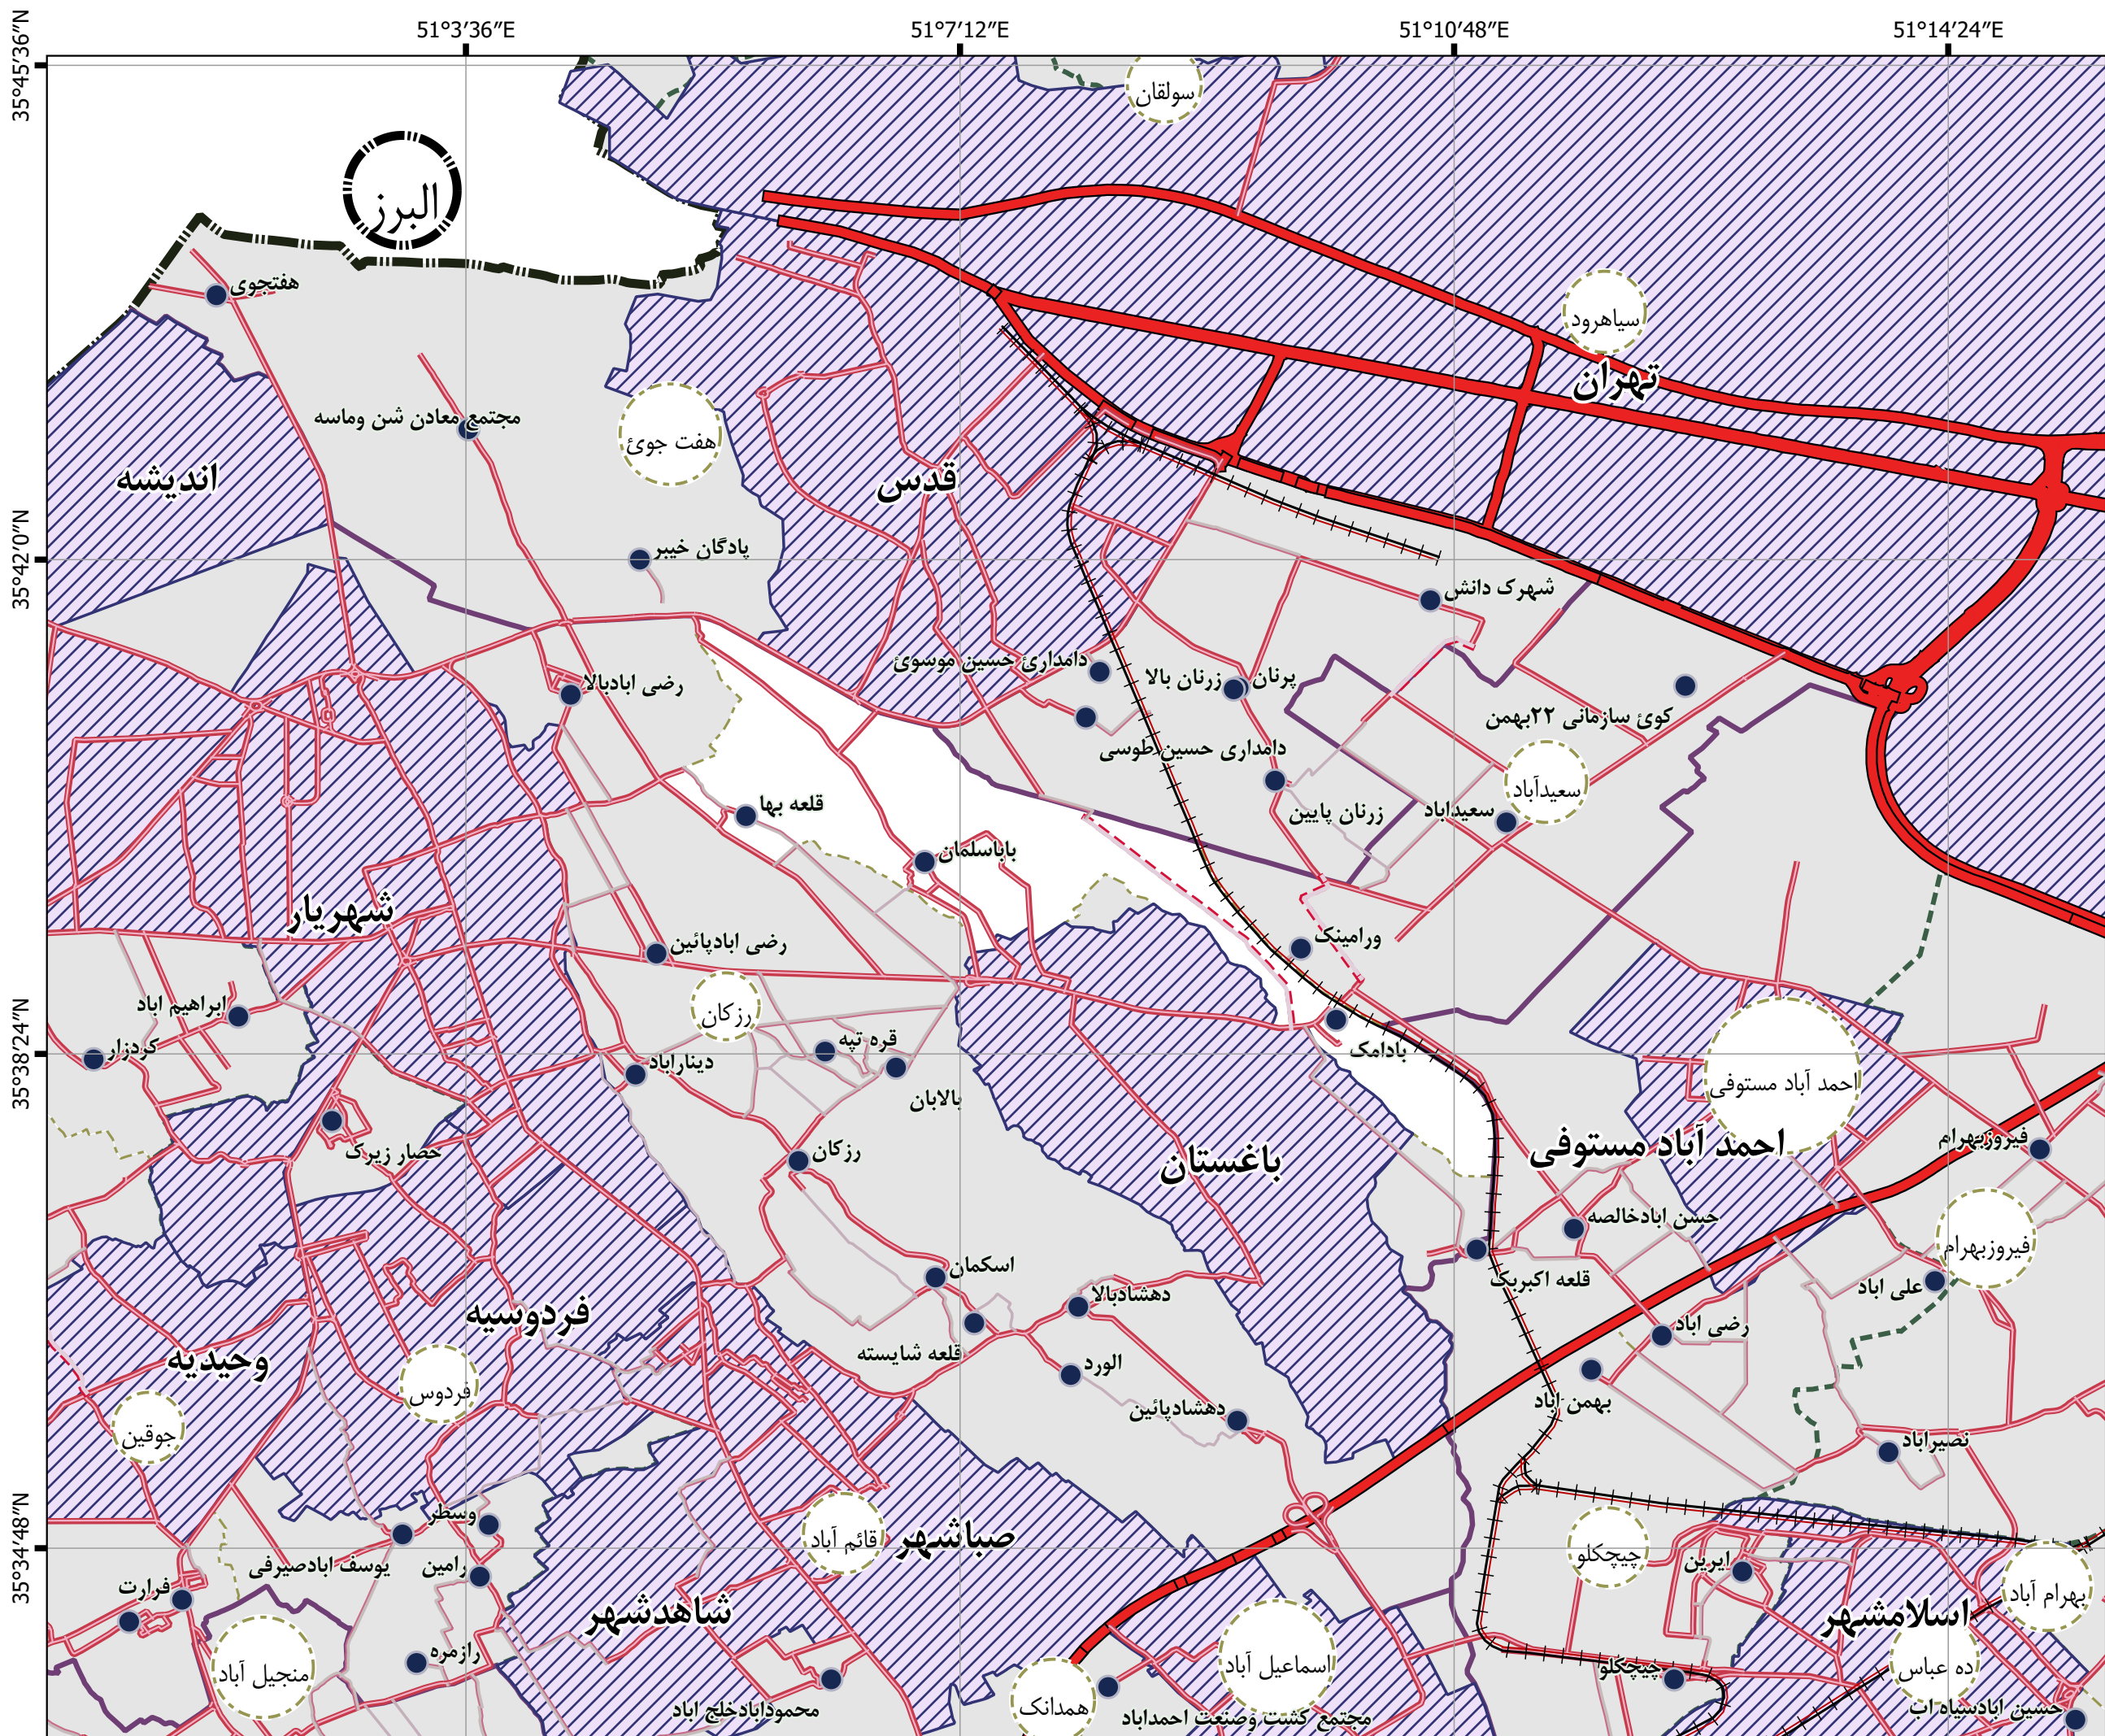 51°3′36″E
51°7′12″E
51°10′48″E
51°14′24″E
35°45′36″N
سولقان
البرز
هفتجوی
سیاهرود
تهران
مجتمع معادن شن وماسه
هفت جوئ
اندیشه
قدس
35°42′0″N
پادگان خیبر
شهرک دانش
دامداریٔ حسین موسویٔ
رضی ابادبالا
زرنان بالا
پرنان
کویٔ سازمانی ۲۲بهمن
دامداری حسین طوسی
سعیدآباد
قلعه بها
زرنان پایین
سعیداباد
باباسلمان
شهریار
رضی ابادپائین
ورامینک
ابراهیم اباد
رزکان
35°38′24″N
کردزار
قره تپه
بادامک
دیناراباد
احمد آباد مستوفی
بالابان
حصار زیرک
رزکان
باغستان
احمد آباد مستوفی
فیروزبهرام
حسن ابادخالصه
فیروزبهرام
اسکمان
قلعه اکبریک
علی اباد
دهشادبالا
فردوسیه
رضی اباد
وحیدیه
قلعه شایسته
الورد
فردوس
بهمن آباد
دهشادپائین
جوقین
نصیراباد
35°34′48″N
وسطر
قائم آباد
صباشهر
یوسف ابادصیرفی
رامین
چیچکلو
ایرین
فرارت
بهرام آباد
شاهدشهر
اسلامشهر
رازمره
منجیل آباد
اسماعیل آباد
ده عباس
چیچکلو
همدانک
محموداباد‌خلج اباد
مجتمع کشت وصنعت احمداباد
حسین ابادسیاه اب